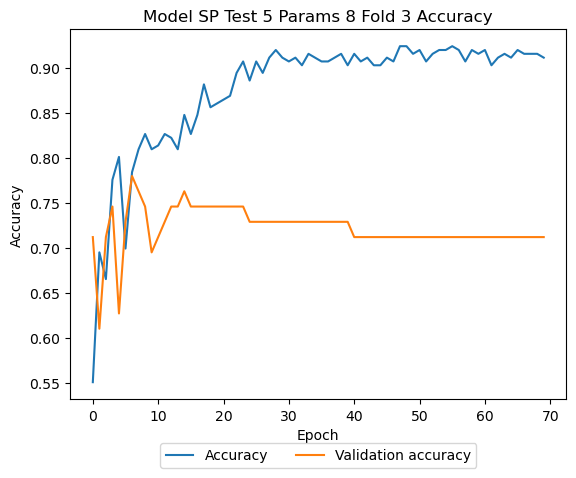 Model SP Test 5 Params 8 Fold 3 Accuracy
0.90
0.85
0.80
0.75
0.70
0.65
0.60
0.55
Accuracy
0 10 20 30 40 50 60 70
Epoch
Accuracy Validation accuracy